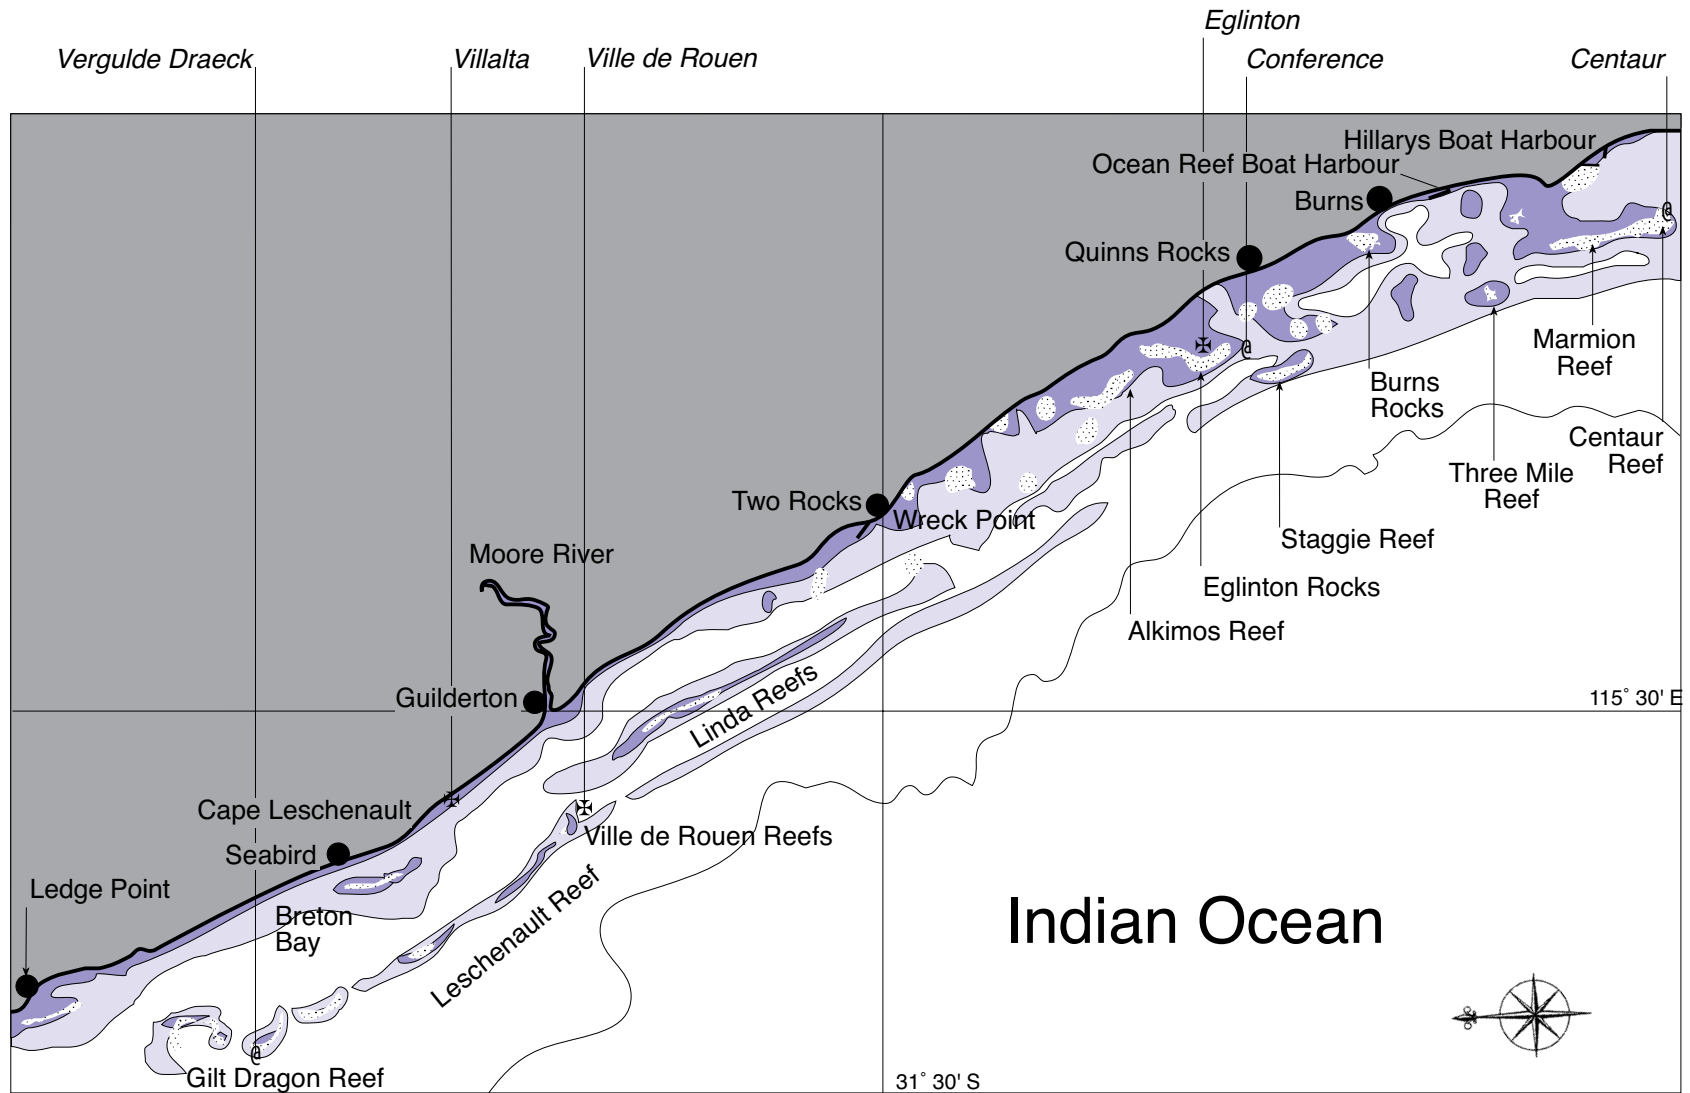 Eglinton
Vergulde Draeck
Villalta
Ville de Rouen
Conference
Centaur
Hillarys Boat Harbour
Ocean Reef Boat Harbour
Burns
Quinns Rocks
Marmion
Reef
Burns
Rocks
Centaur
Reef
Three Mile
Reef
Two Rocks
Wreck Point
Staggie Reef
Moore River
Eglinton Rocks
Alkimos Reef
Guilderton
Linda Reefs
115° 30' E
Cape Leschenault
Ville de Rouen Reefs
Seabird
Ledge Point
Breton
Bay
Leschenault Reef
Indian Ocean
Gilt Dragon Reef
31° 30' S